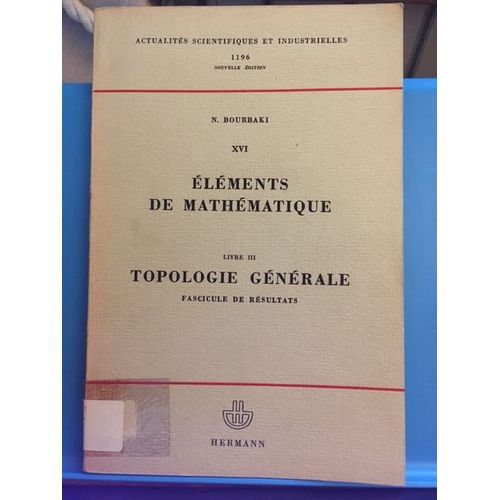 ACTUALITÉS SCIENTIFIQUES ET INDUSTRIELLES
1196
NOUVELLE ÉDITION
N. BOURBAKI
XVI
ÉLÉMENTS
DE MATHÉMATIQUE
LIVRE III
TOPOLOGIE GÉNÉRALE
FASCICULE DE RÉSULTATS
HERMANN